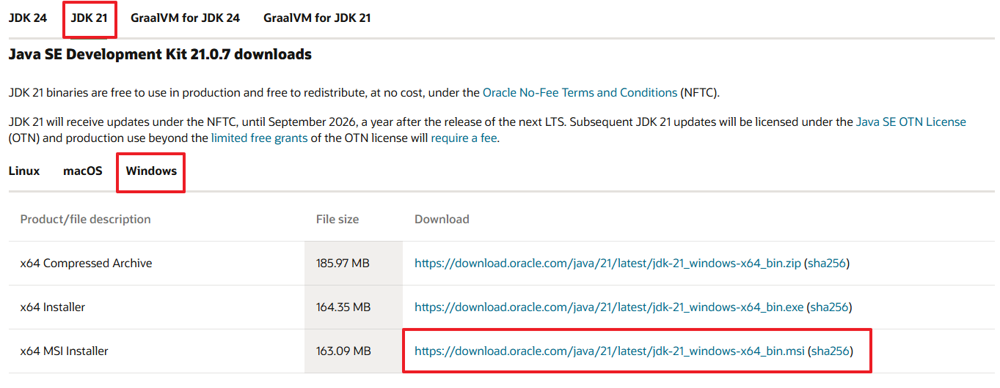 JDK 24 JDK 21 GraalVM for JDK 24 GraalVM for JDK 21
Java SE Development Kit 21.0.7 downloads
JDK 21 binaries are free to use in production and free to redistribute, at no cost, under the Oracle No-Fee Terms and Conditions (NFTC).
JDK 21 will receive updates under the NFTC, until September 2026, a year after the release of the next LTS. Subsequent JDK 21 updates will be licensed under the Java SE OTN License
(OTN) and production use beyond the limited free grants of the OTN license will require a fee.
Linux macOS Windows
Product/file description File size Download
x64 Compressed Archive 185.97 MB https://download.oracle.com/java/21/latest/jdk-21_windows-x64_bin.zip (sha256)
x64 Installer 164.35 MB https://download.oracle.com/java/21/latest/jdk-21_windows-x64_bin.exe (sha256)
x64 MSI Installer 163.09 MB https://download.oracle.com/java/21/latest/jdk-21_windows-x64_bin.msi (sha256)